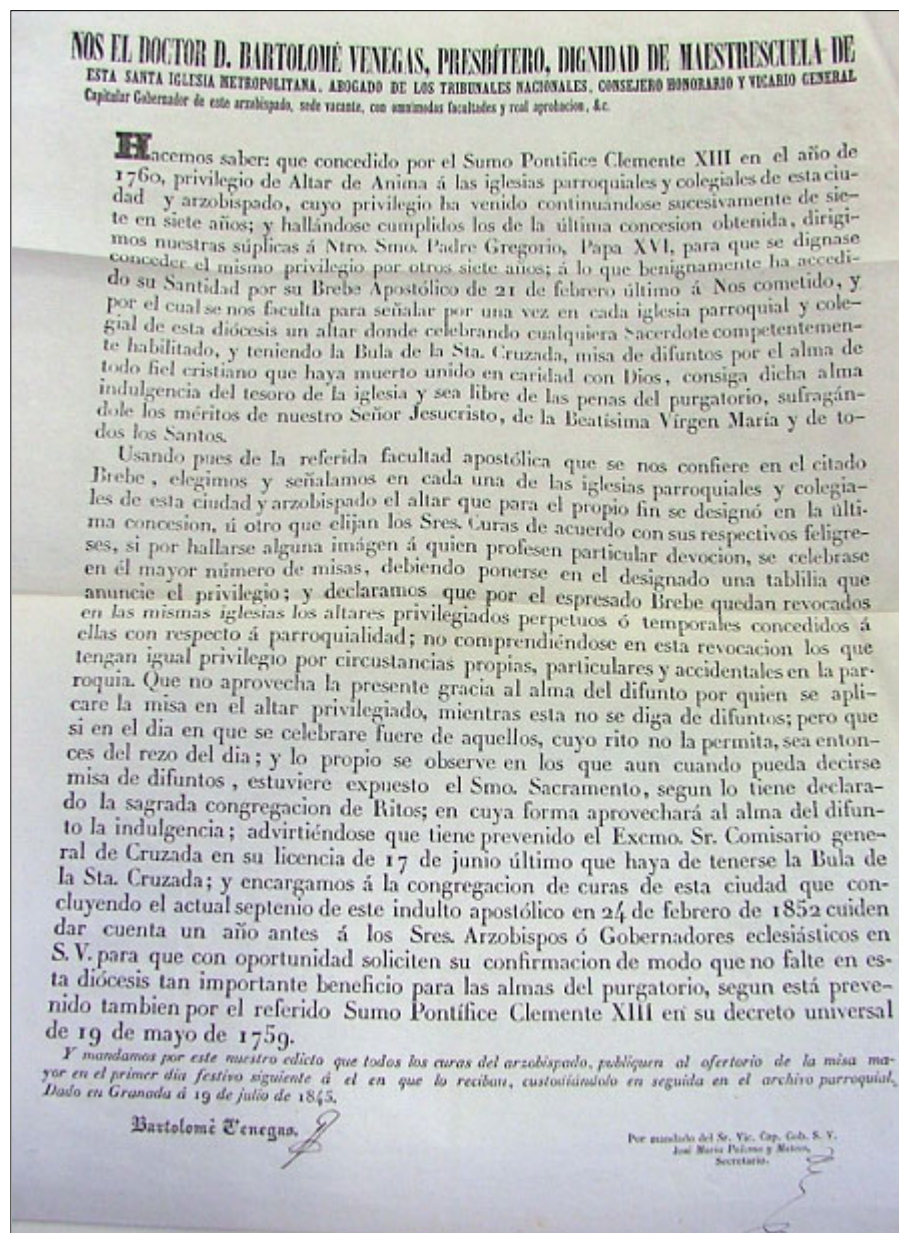 NOS EL DOCTOR D. BARTOLOMÉ VENEGAS, PRESBÍTERO, DIGNIDAD DE MAESTRESCUELA DE
ESTA SANTA IGLESIA METROPOLITANA, ABOGADO DE LOS TRIBUNALES NACIONALES, CONSEJERO HONORARIO Y VICARIO GENERAL
Capitular Gobernador de este arzobispado, sede vacante, con omnímodas facultades y real aprobacion, &c.
Hacemos saber: que concedido por el Sumo Pontífice Clemente XIII en el año de
1760, privilegio de Altar de Anima á las iglesias parroquiales y colegiales de esta ciu-
dad y arzobispado, cuyo privilegio ha venido continuándose sucesivamente de sie-
te en siete años; y hallándose cumplidos los de la última concesion obtenida, dirigi-
mos nuestras súplicas á Ntro. Smo. Padre Gregorio, Papa XVI, para que se dignase
conceder el mismo privilegio por otros siete años; á lo que benignamente ha accedi-
do su Santidad por su Brebe Apostólico de 21 de febrero último á Nos cometido, y
por el cual se nos faculta para señalar por una vez en cada iglesia parroquial y cole-
gial de esta diócesis un altar donde celebrando cualquiera Sacerdote competentemen-
te habilitado, y teniendo la Bula de la Sta. Cruzada, misa de difuntos por el alma de
todo fiel cristiano que haya muerto unido en caridad con Dios, consiga dicha alma
indulgencia del tesoro de la iglesia y sea libre de las penas del purgatorio, sufragán-
dole los méritos de nuestro Señor Jesucristo, de la Beatísima Vírgen María y de to-
dos los Santos.
Usando pues de la referida facultad apostólica que se nos confiere en el citado
Brebe, elegimos y señalamos en cada una de las iglesias parroquiales y colegia-
les de esta ciudad y arzobispado el altar que para el propio fin se designó en la últi-
ma concesion, ú otro que elijan los Sres. Curas de acuerdo con sus respectivos feligre-
ses, si por hallarse alguna imágen á quien profesen particular devocion, se celebrase
en él mayor número de misas, debiendo ponerse en el designado una tablilia que
anuncie el privilegio; y declaramos que por el espresado Brebe quedan revocados
en las mismas iglesias los altares privilegiados perpetuos ó temporales concedidos á
ellas con respecto á parroquialidad; no comprendiéndose en esta revocacion los que
tengan igual privilegio por circustancias propias, particulares y accidentales en la par-
roquia. Que no aprovecha la presente gracia al alma del difunto por quien se apli-
care la misa en el altar privilegiado, mientras esta no se diga de difuntos; pero que
si en el dia en que se celebrare fuere de aquellos, cuyo rito no la permita, sea enton-
ces del rezo del dia; y lo propio se observe en los que aun cuando pueda decirse
misa de difuntos, estuviere expuesto el Smo. Sacramento, segun lo tiene declara-
do la sagrada congregacion de Ritos; en cuya forma aprovechará al alma del difun-
to la indulgencia; advirtiéndose que tiene prevenido el Excmo. Sr. Comisario gene-
ral de Cruzada en su licencia de 17 de junio último que haya de tenerse la Bula de
la Sta. Cruzada; y encargamos á la congregacion de curas de esta ciudad que con-
cluyendo el actual septenio de este indulto apostólico en 24 de febrero de 1852 cuiden
dar cuenta un año antes á los Sres. Arzobispos ó Gobernadores eclesiásticos en
S. V. para que con oportunidad soliciten su confirmacion de modo que no falte en es-
ta diócesis tan importante beneficio para las almas del purgatorio, segun está preve-
nido tambien por el referido Sumo Pontífice Clemente XIII en su decreto universal
de 19 de mayo de 1759.
Y mandamos por este nuestro edicto que todos los curas del arzobispado, publiquen al ofertorio de la misa ma-
yor en el primer dia festivo siguiente á el en que lo reciban, custodiándolo en seguida en el archivo parroquial.
Dado en Granada á 19 de julio de 1845.
Bartolomé Venegas.
Por mandado del Sr. Vic. Cap. Gob. S. V.
José María Palomo y Mateos,
Secretario.